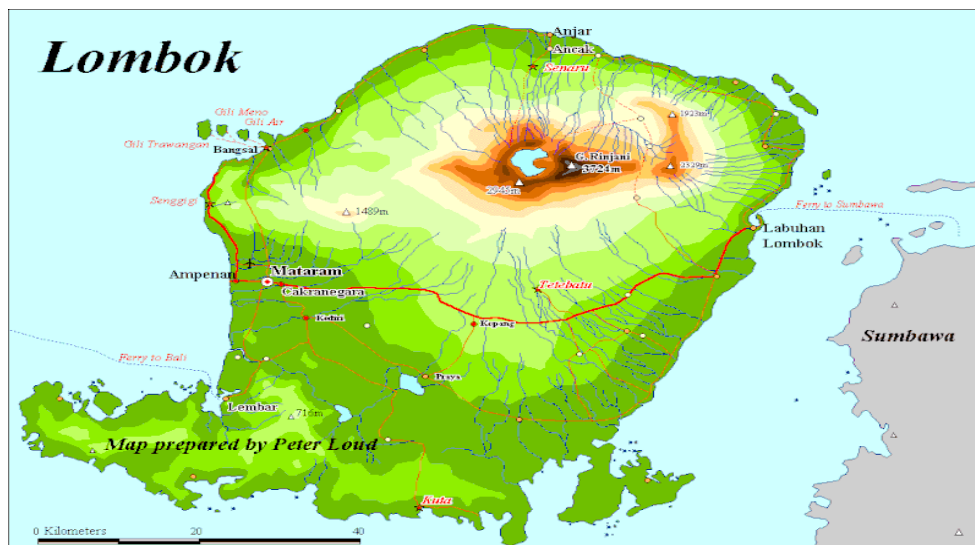 Lombok
Anjar
Ancak
Senaru
Gili Meno
Gili Air
Gili Trawangan
Bangsal
1923m
G. Rinjani
3724m
2329m
Senggigi
1489m
Ferry to Sumbawa
Labuhan
Lombok
Ampenan
Mataram
Cakranegara
Tetebatu
Kediri
Kopang
Sumbawa
Ferry to Bali
Praya
Lembar
716m
Map prepared by Peter Loud
Kuta
0 Kilometers
20
40